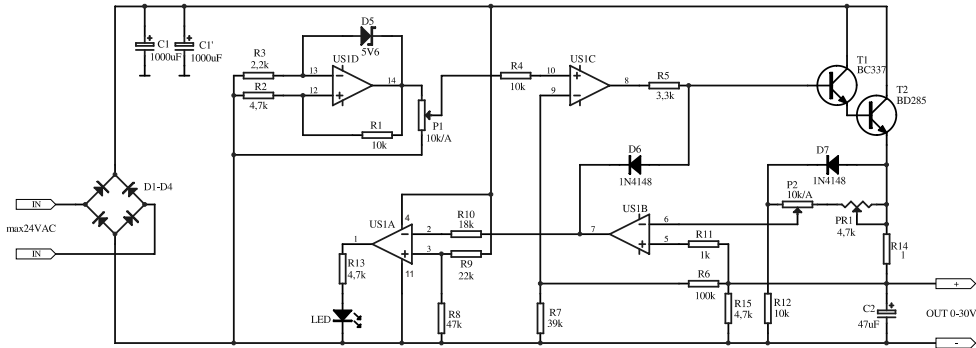 C1
1000uF
C1'
1000uF
D5
5V6
R3
2,2k
R2
4,7k
13
12
US1D
14
R1
10k
P1
10k/A
R4
10k
US1C
10
9
8
R5
3,3k
T1
BC337
T2
BD285
D6
1N4148
D7
1N4148
P2
10k/A
PR1
4,7k
D1-D4
IN
max24VAC
IN
US1A
4
1
2
3
11
R10
18k
R9
22k
US1B
7
6
5
R11
1k
R14
1
R13
4,7k
LED
R8
47k
R7
39k
R6
100k
R15
4,7k
R12
10k
C2
47uF
+
OUT 0-30V
-